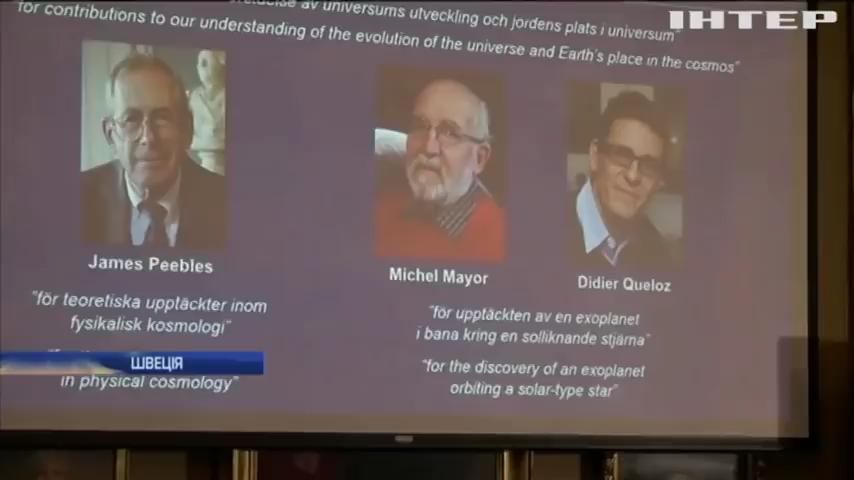 av universums utveckling och jordens plats i universum"
for contributions to our understanding of the evolution of the universe and Earth's place in the cosmos"
ІНТЕР
James Peebles
"för teoretiska upptäckter inom
fysikalisk kosmologi"
in physical cosmology"
Michel Mayor
Didier Queloz
"för upptäckten av en exoplanet
i bana kring en solliknande stjärna"
"for the discovery of an exoplanet
orbiting a solar-type star"
ШВЕЦІЯ